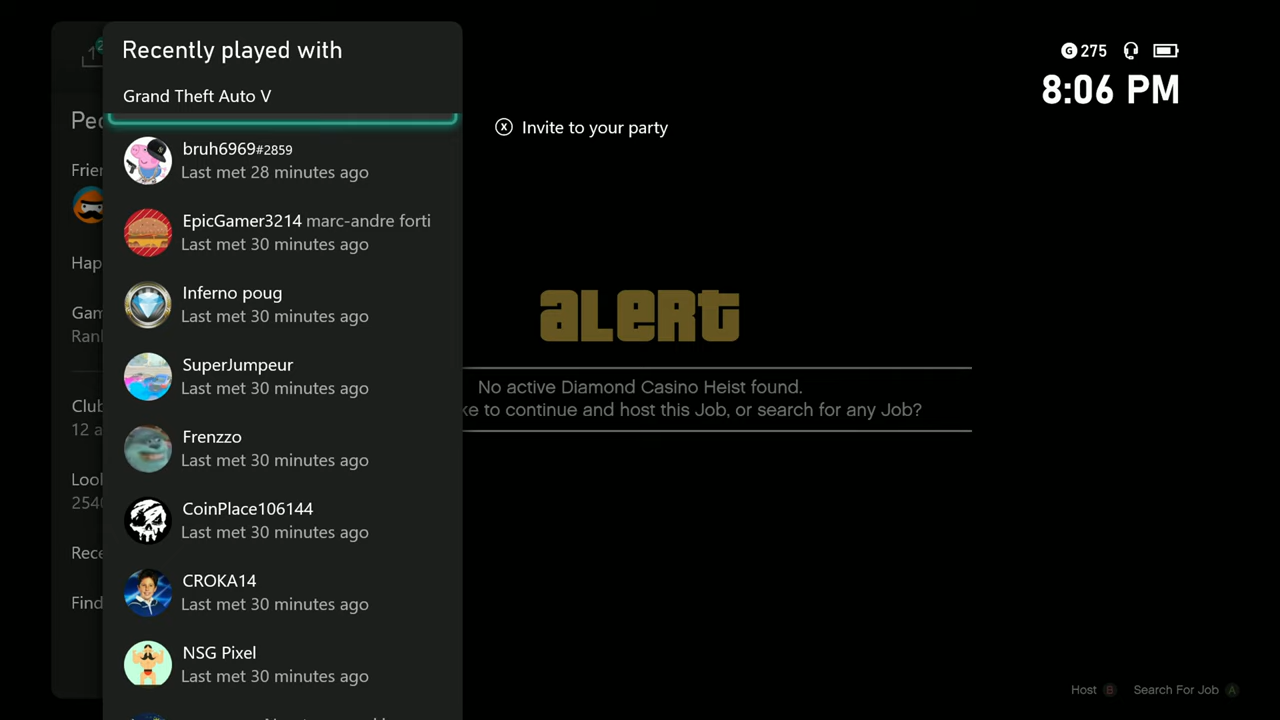 Recently played with
Grand Theft Auto V
bruh6969#2859
Last met 28 minutes ago
EpicGamer3214 marc-andre forti
Last met 30 minutes ago
Inferno poug
Last met 30 minutes ago
SuperJumpeur
Last met 30 minutes ago
Frenzzo
Last met 30 minutes ago
CoinPlace106144
Last met 30 minutes ago
CROKA14
Last met 30 minutes ago
NSG Pixel
Last met 30 minutes ago
Invite to your party
G 275
8:06 PM
alert
No active Diamond Casino Heist found.
to continue and host this Job, or search for any Job?
Host B Search For Job A